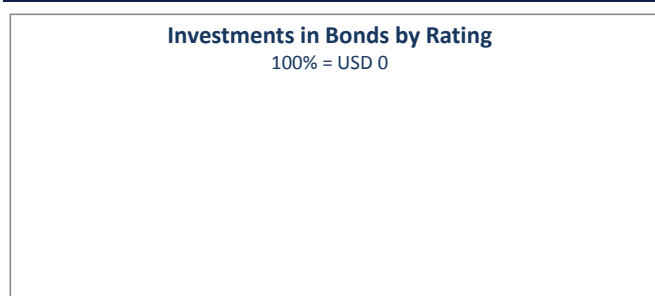 Investments in Bonds by Rating
100% = USD 0